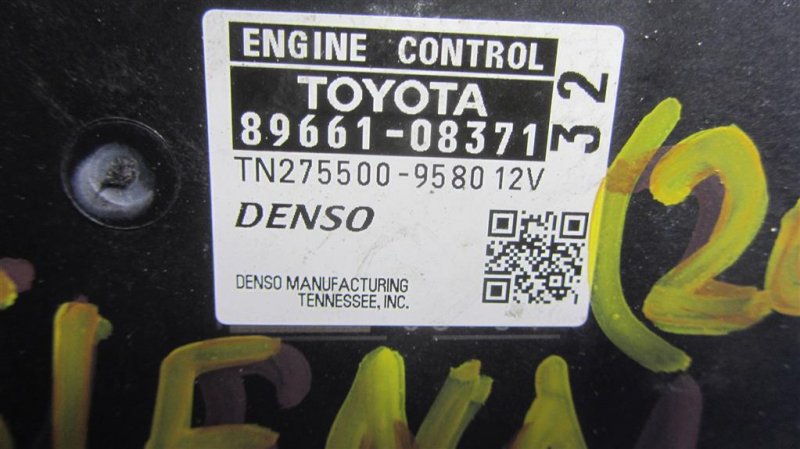 ENGINE CONTROL
TOYOTA
89661-08371
32
TN275500-9580 12V
DENSO
DENSO MANUFACTURING
TENNESSEE, INC.